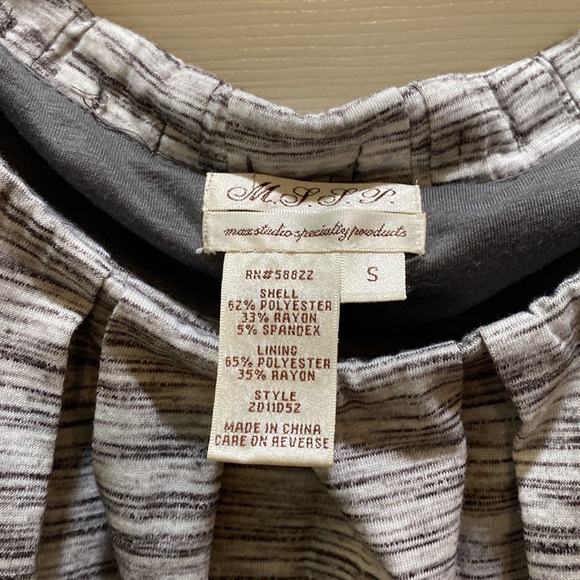 M.S.S.P.
maxstudio specialty products
S
RN#58822
SHELL
62% POLYESTER
33% RAYON
5% SPANDEX
LINING
65% POLYESTER
35% RAYON
STYLE
2D11D52
MADE IN CHINA
CARE ON REVERSE